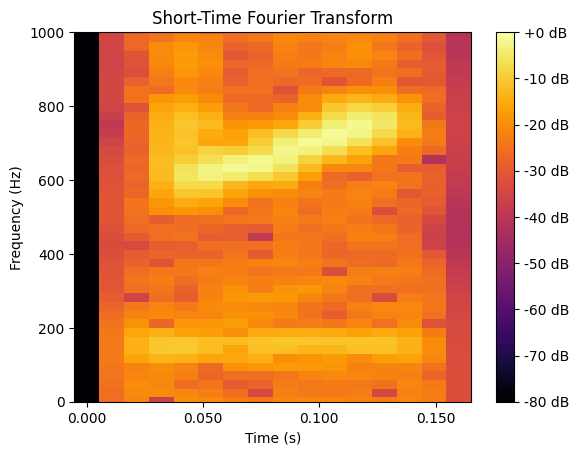 Short-Time Fourier Transform
1000
800
600
400
200
0
Frequency (Hz)
0.000
0.050
0.100
0.150
Time (s)
+0 dB
-10 dB
-20 dB
-30 dB
-40 dB
-50 dB
-60 dB
-70 dB
-80 dB